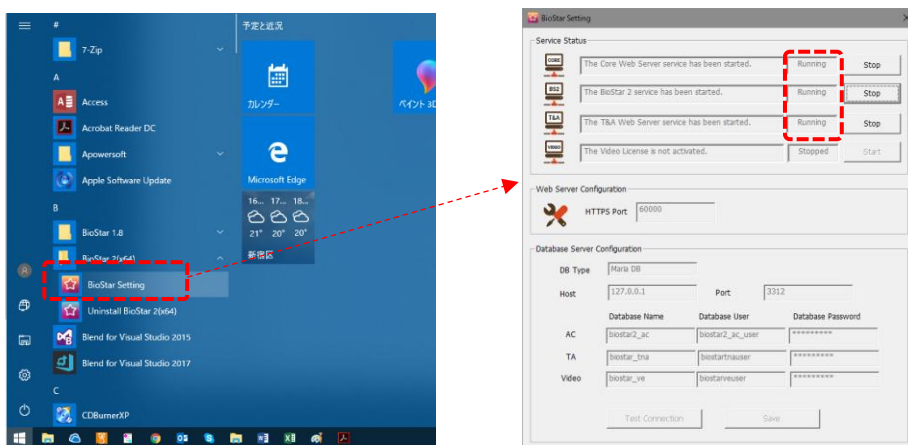 #
予定と近況
7-Zip
A
Access
Acrobat Reader DC
Apowersoft
Apple Software Update
B
BioStar 1.8
BioStar 2(x64)
BioStar Setting
Uninstall BioStar 2(x64)
Blend for Visual Studio 2015
Blend for Visual Studio 2017
C
CDBurnerXP
カレンダー
ペイント 3D
Microsoft Edge
16... 17... 18...
21° 20° 20°
新宿区
BioStar Setting
Service Status
CORE
The Core Web Server service has been started.
Running
Stop
BS2
The BioStar 2 service has been started.
Running
Stop
T&A
The T&A Web Server service has been started.
Running
Stop
VIDEO
The Video License is not activated.
Stopped
Start
Web Server Configuration
HTTPS Port
60000
Database Server Configuration
DB Type
Maria DB
Host
127.0.0.1
Port
3312
Database Name
Database User
Database Password
AC
biostar2_ac
biostar2_ac_user
*********
TA
biostar_tna
biostartnauser
*********
Video
biostar_ve
biostarveuser
*********
Test Connection
Save